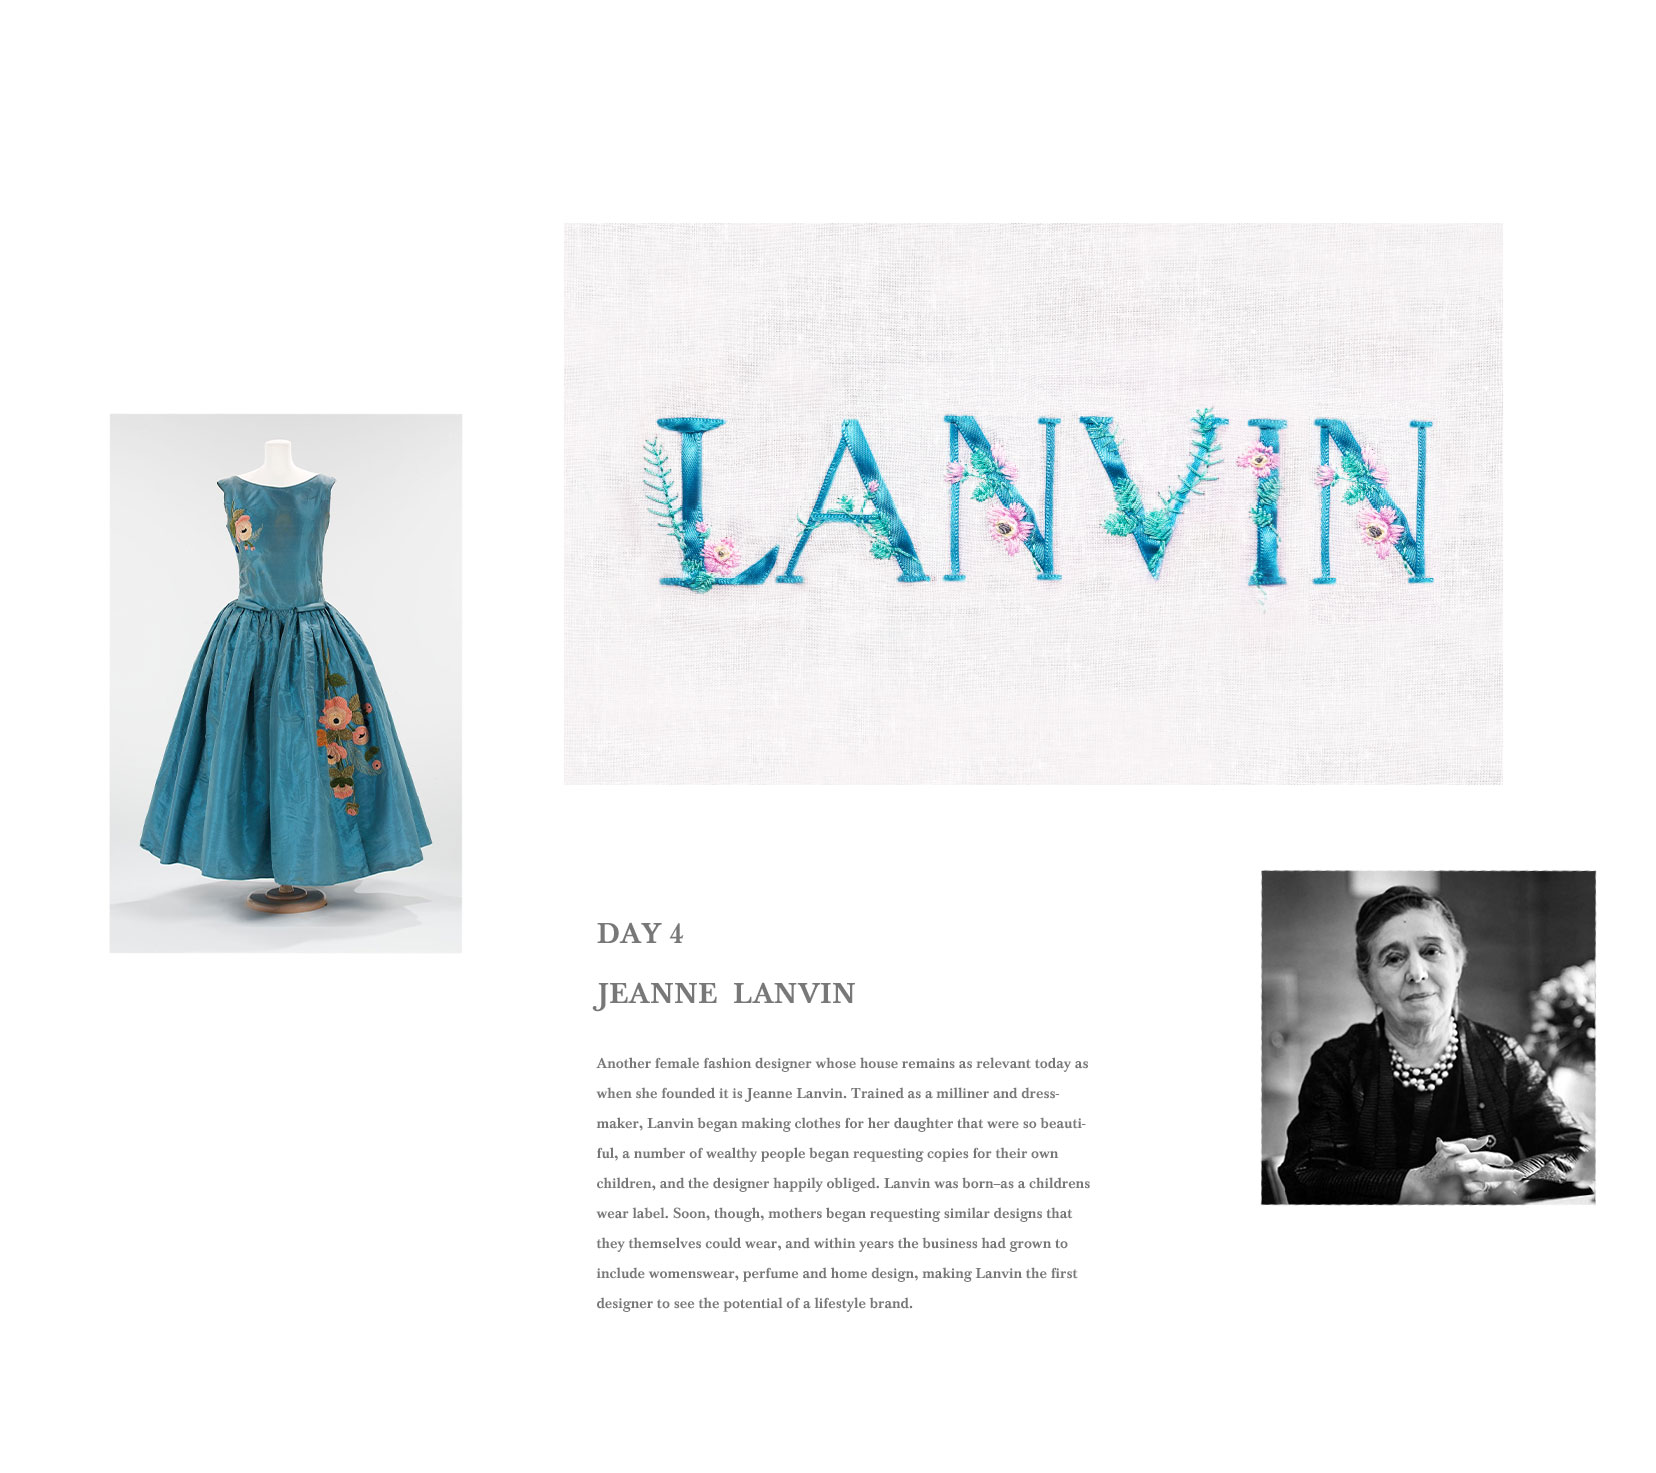 LANVIN
DAY 4
JEANNE LANVIN
Another female fashion designer whose house remains as relevant today as
when she founded it is Jeanne Lanvin. Trained as a milliner and dress-
maker, Lanvin began making clothes for her daughter that were so beauti-
ful, a number of wealthy people began requesting copies for their own
children, and the designer happily obliged. Lanvin was born–as a childrens
wear label. Soon, though, mothers began requesting similar designs that
they themselves could wear, and within years the business had grown to
include womenswear, perfume and home design, making Lanvin the first
designer to see the potential of a lifestyle brand.